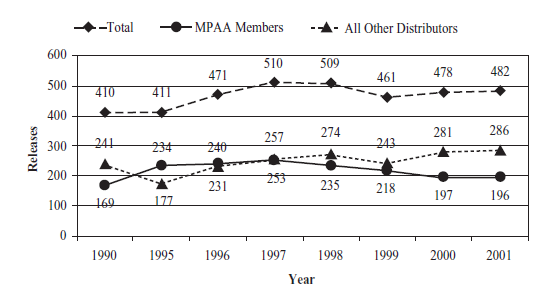 Total MPAA Members All Other Distributors
600
500
400
300
200
100
0
Releases
410 411 471 510 509 461 478 482
241 234 240 257 274 243 281 286
169 177 231 253 235 218 197 196
1990 1995 1996 1997 1998 1999 2000 2001
Year